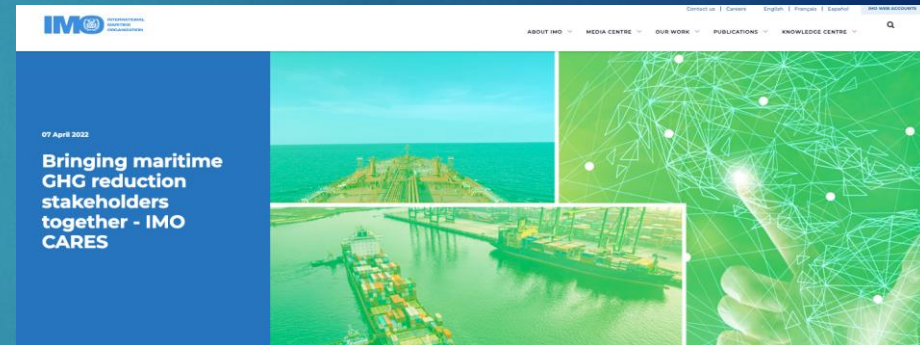 Contact us | Careers English | Français | Español IMO WEB ACCOUNTS
IMO
INTERNATIONAL
MARITIME
ORGANIZATION
ABOUT IMO MEDIA CENTRE OUR WORK PUBLICATIONS KNOWLEDGE CENTRE
07 April 2022
Bringing maritime
GHG reduction
stakeholders
together - IMO
CARES